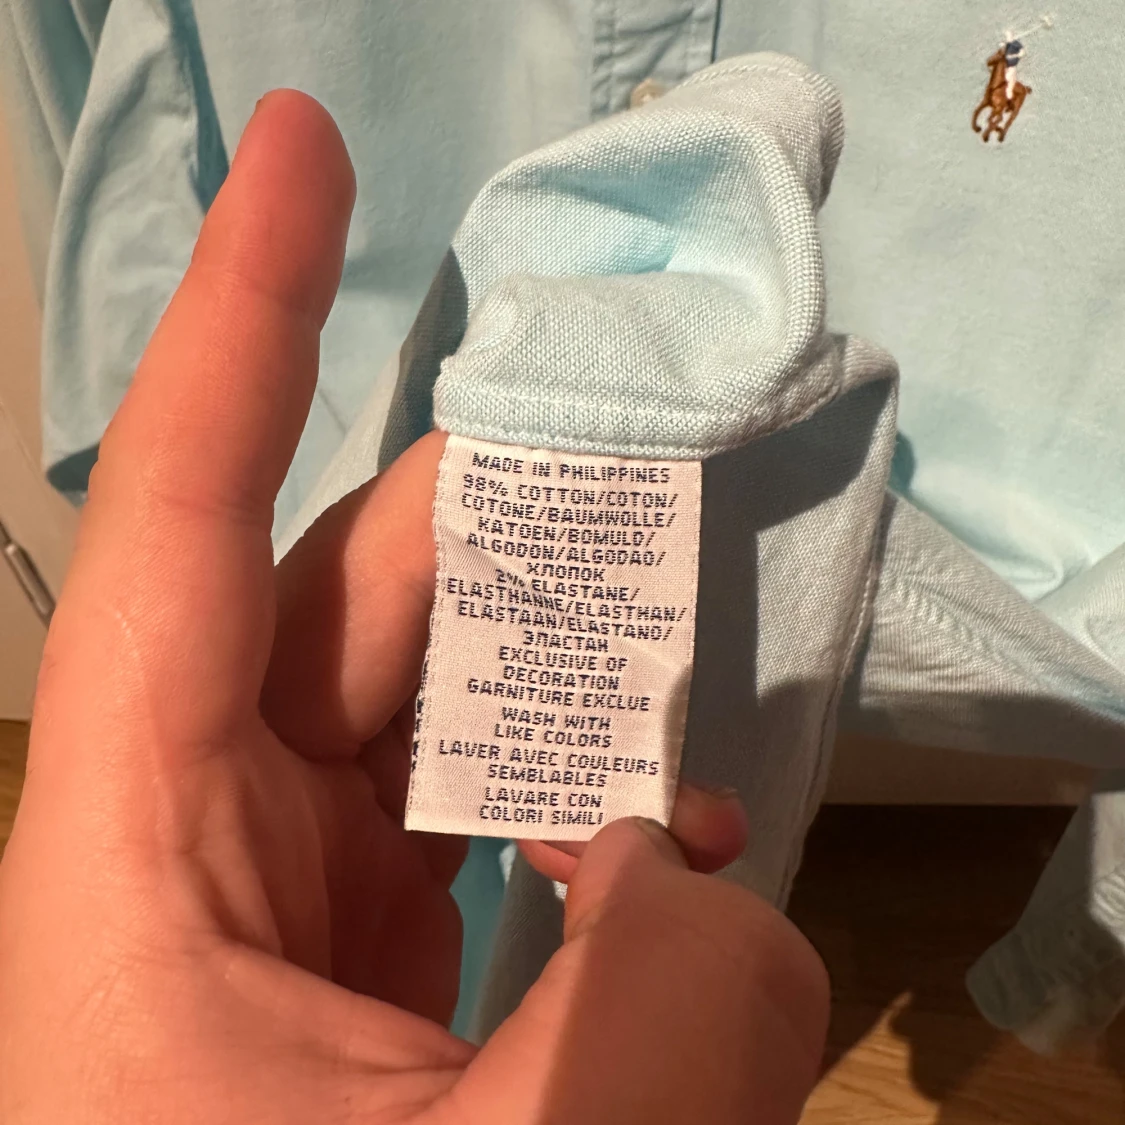 MADE IN PHILIPPINES
98% COTTON/COTON/
COTONE/BAUMWOLLE/
KATOEN/BOMULD/
ALGODON/ALGODAO/
ХЛОПОК
2% ELASTANE/
ELASTHANNE/ELASTHAN/
ELASTAAN/ELASTANO/
ЭЛАСТАН
EXCLUSIVE OF
DECORATION
GARNITURE EXCLUE
WASH WITH
LIKE COLORS
LAVER AVEC COULEURS
SEMBLABLES
LAVARE CON
COLORI SIMILI